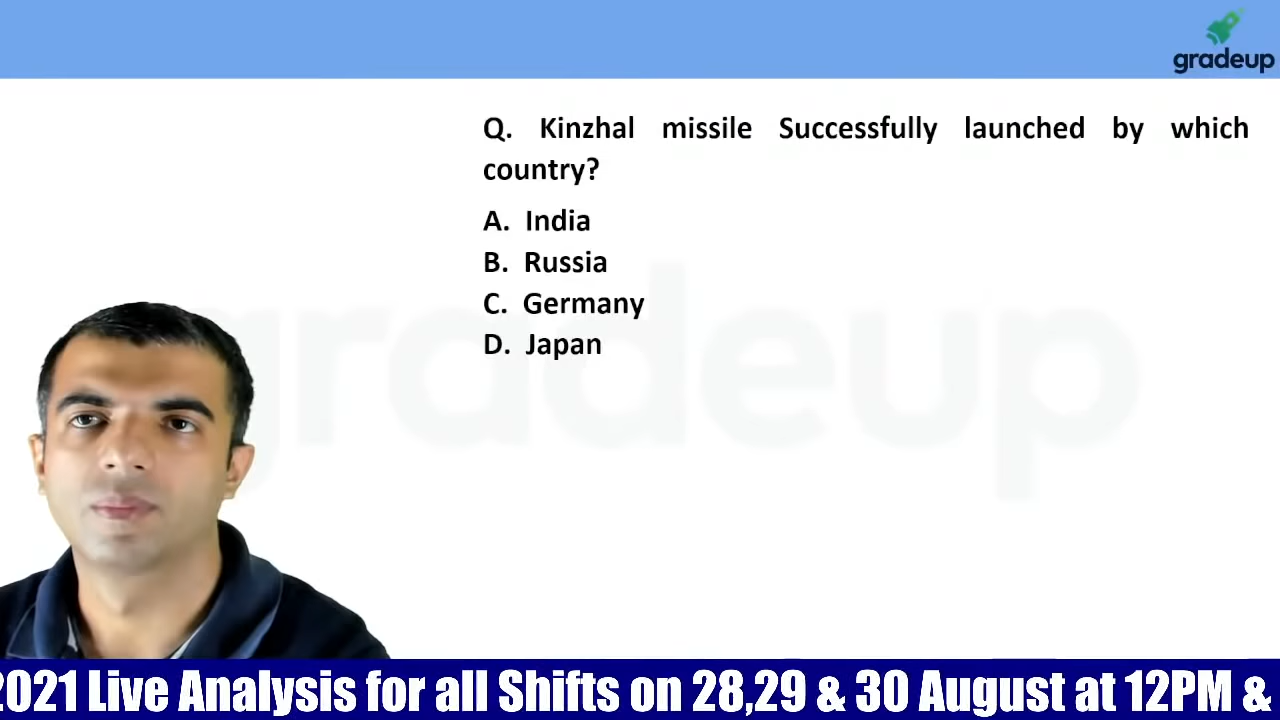 gradeup
Q. Kinzhal missile Successfully launched by which
country?
A. India
B. Russia
C. Germany
D. Japan
gradeup
2021 Live Analysis for all Shifts on 28,29 & 30 August at 12PM &